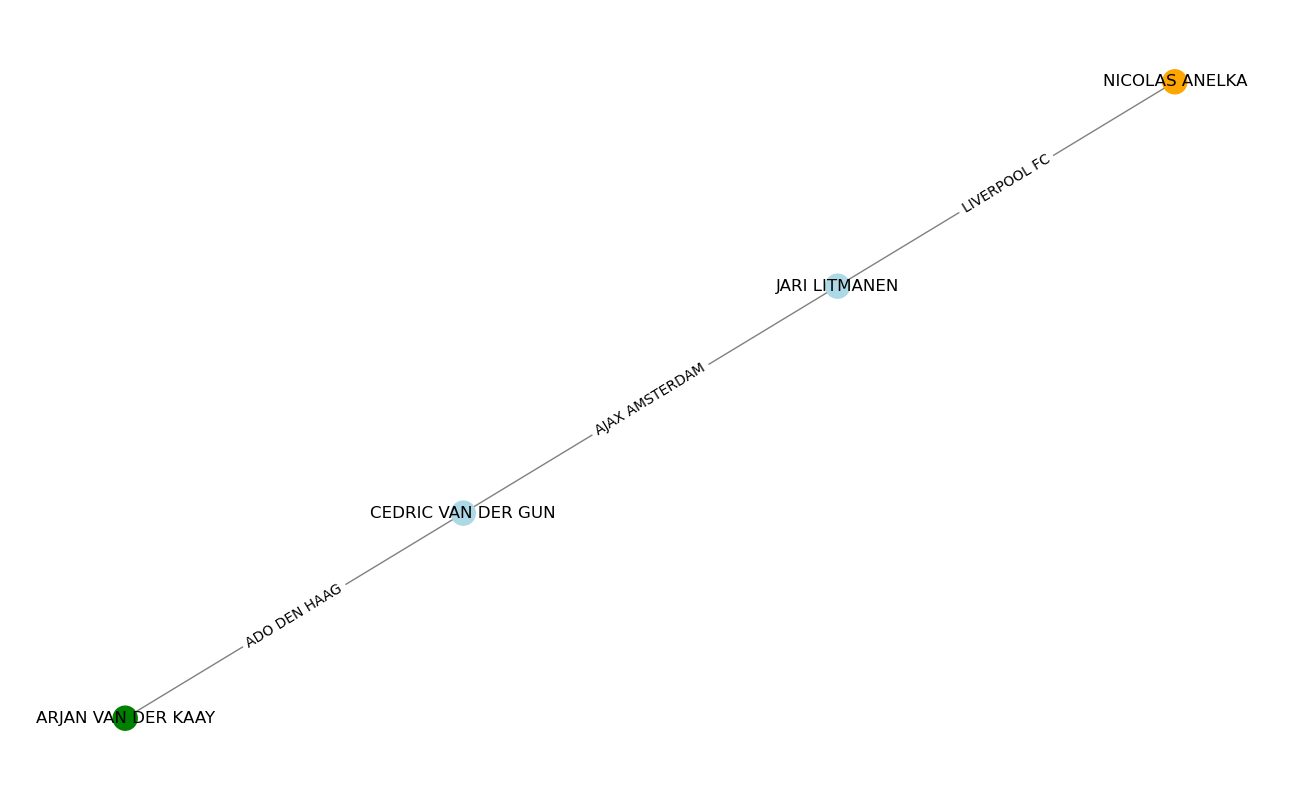 NICOLAS ANELKA
LIVERPOOL FC
JARI LITMANEN
AJAX AMSTERDAM
CEDRIC VAN DER GUN
ADO DEN HAAG
ARJAN VAN DER KAAY